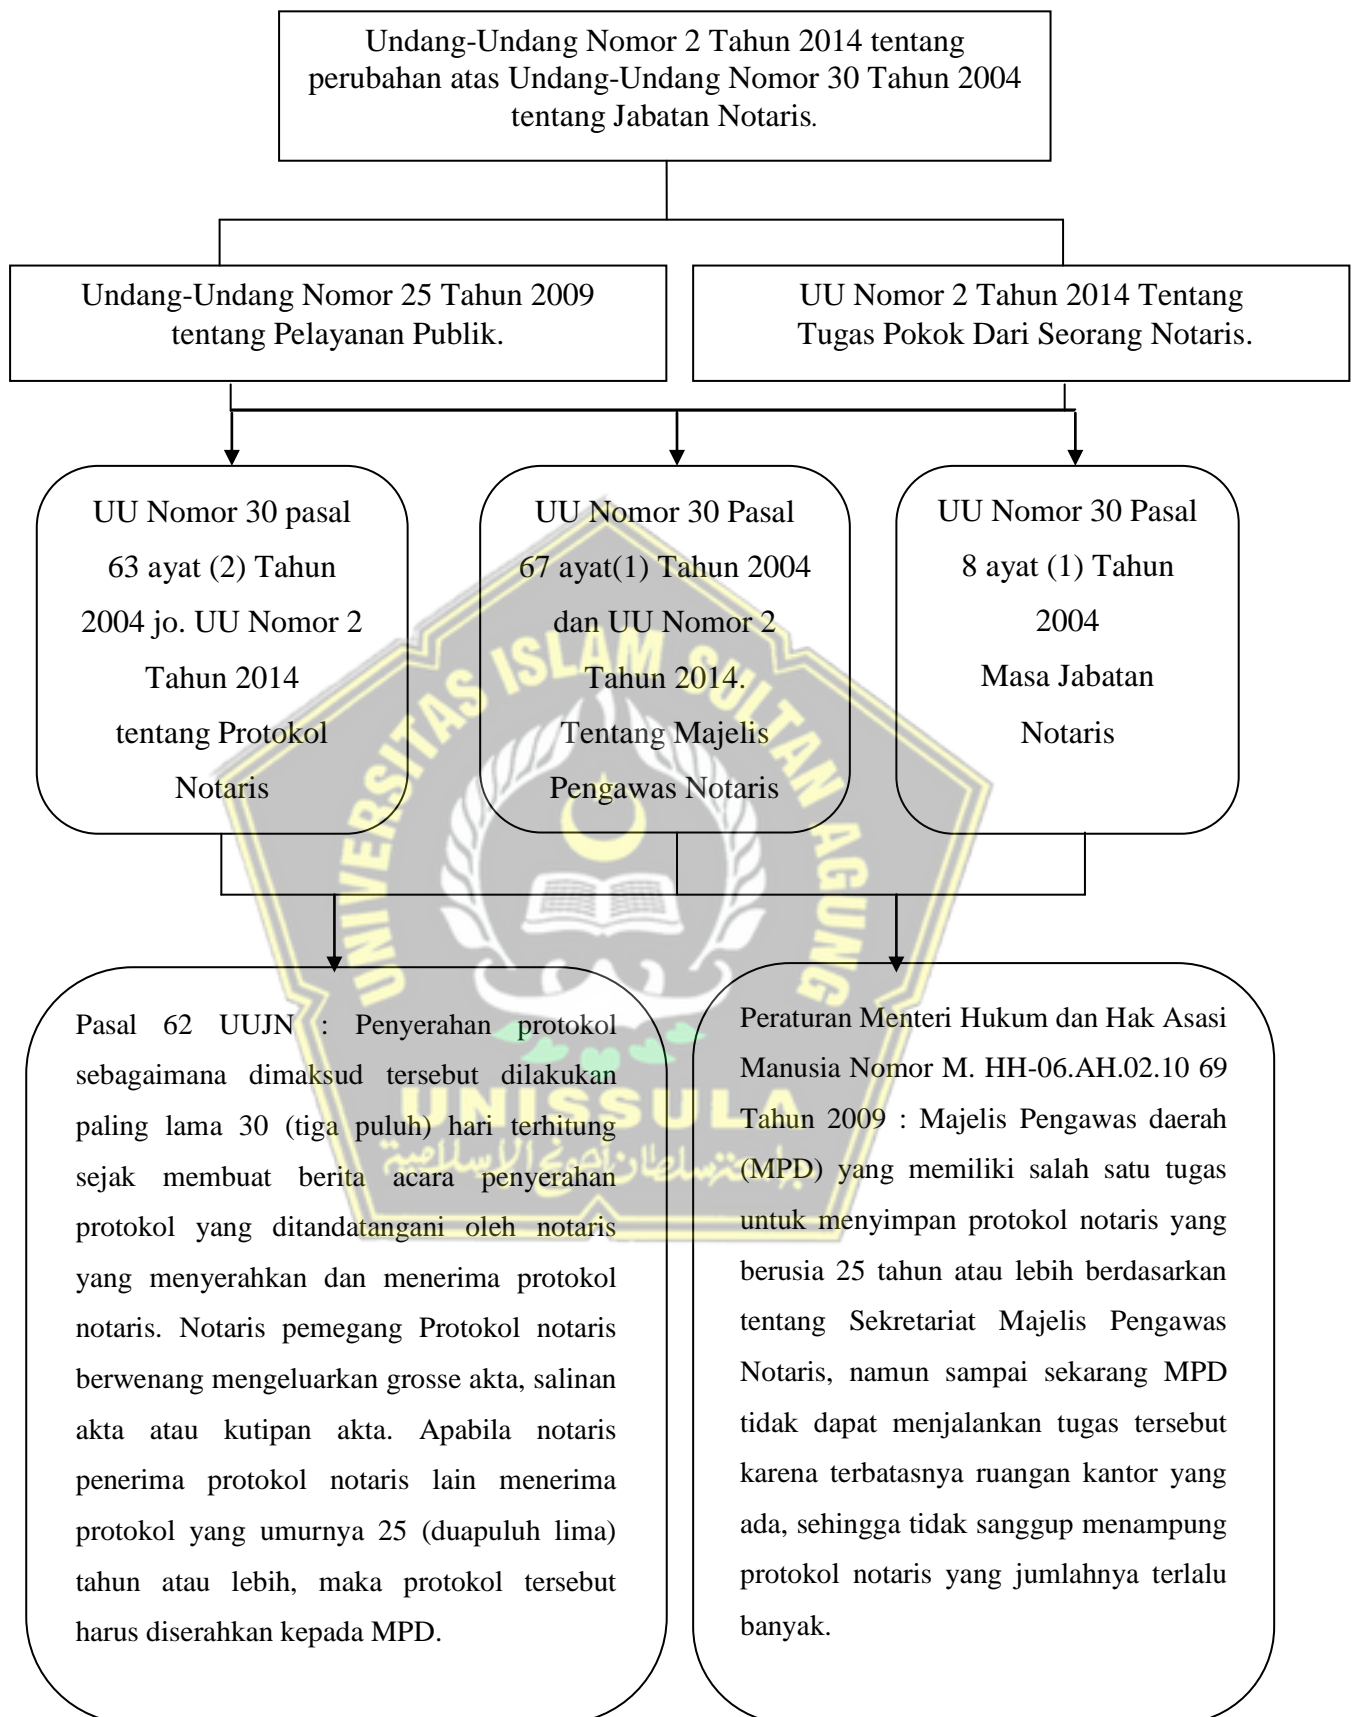 Undang-Undang Nomor 2 Tahun 2014 tentang
perubahan atas Undang-Undang Nomor 30 Tahun 2004
tentang Jabatan Notaris.
Undang-Undang Nomor 25 Tahun 2009
tentang Pelayanan Publik.
UU Nomor 2 Tahun 2014 Tentang
Tugas Pokok Dari Seorang Notaris.
UU Nomor 30 pasal
63 ayat (2) Tahun
2004 jo. UU Nomor 2
Tahun 2014
tentang Protokol
Notaris
UU Nomor 30 Pasal
67 ayat(1) Tahun 2004
dan UU Nomor 2
Tahun 2014.
Tentang Majelis
Pengawas Notaris
UU Nomor 30 Pasal
8 ayat (1) Tahun
2004
Masa Jabatan
Notaris
Pasal 62 UUJN : Penyerahan protokol
sebagaimana dimaksud tersebut dilakukan
paling lama 30 (tiga puluh) hari terhitung
sejak membuat berita acara penyerahan
protokol yang ditandatangani oleh notaris
yang menyerahkan dan menerima protokol
notaris. Notaris pemegang Protokol notaris
berwenang mengeluarkan grosse akta, salinan
akta atau kutipan akta. Apabila notaris
penerima protokol notaris lain menerima
protokol yang umurnya 25 (duapuluh lima)
tahun atau lebih, maka protokol tersebut
harus diserahkan kepada MPD.
Peraturan Menteri Hukum dan Hak Asasi
Manusia Nomor M. HH-06.AH.02.10 69
Tahun 2009 : Majelis Pengawas daerah
(MPD) yang memiliki salah satu tugas
untuk menyimpan protokol notaris yang
berusia 25 tahun atau lebih berdasarkan
tentang Sekretariat Majelis Pengawas
Notaris, namun sampai sekarang MPD
tidak dapat menjalankan tugas tersebut
karena terbatasnya ruangan kantor yang
ada, sehingga tidak sanggup menampung
protokol notaris yang jumlahnya terlalu
banyak.
UNIVERSITAS ISLAM SULTAN AGUNG
UNISSULA
جامعة سلطان أجونج الإسلامية